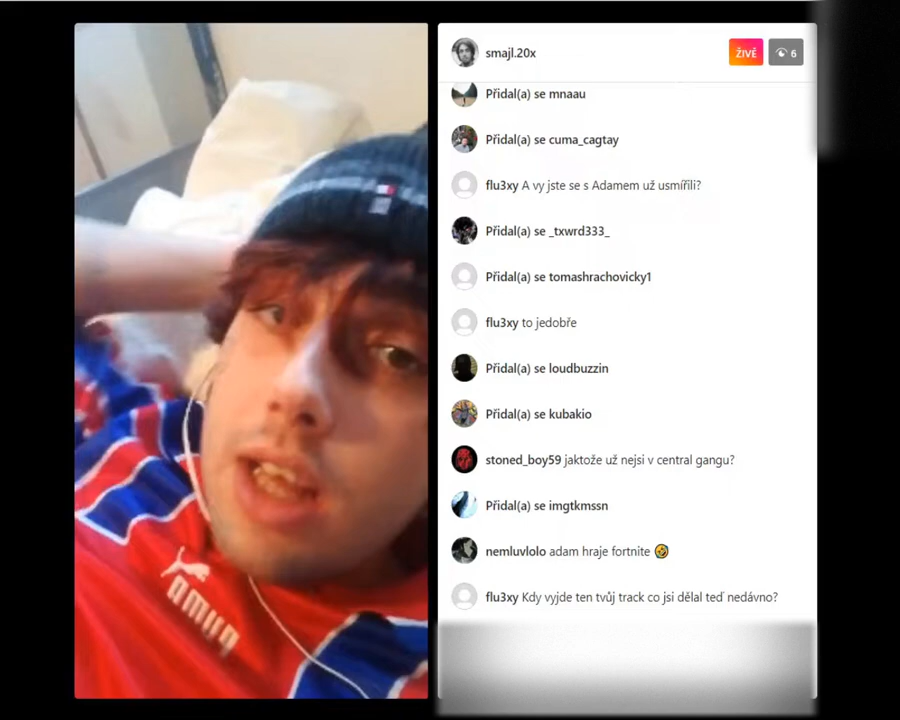 smajl.20x
ŽIVĚ
6
Přidal(a) se mnaau
Přidal(a) se cuma_cagtay
flu3xy A vy jste se s Adamem už usmířili?
Přidal(a) se _txwrd333_
Přidal(a) se tomashrachovicky1
flu3xy to jedobře
Přidal(a) se loudbuzzin
Přidal(a) se kubakio
stoned_boy59 jaktože už nejsi v central gangu?
Přidal(a) se imgtkmssn
nemluvlolo adam hraje fortnite 🤣
flu3xy Kdy vyjde ten tvůj track co jsi dělal teď nedávno?